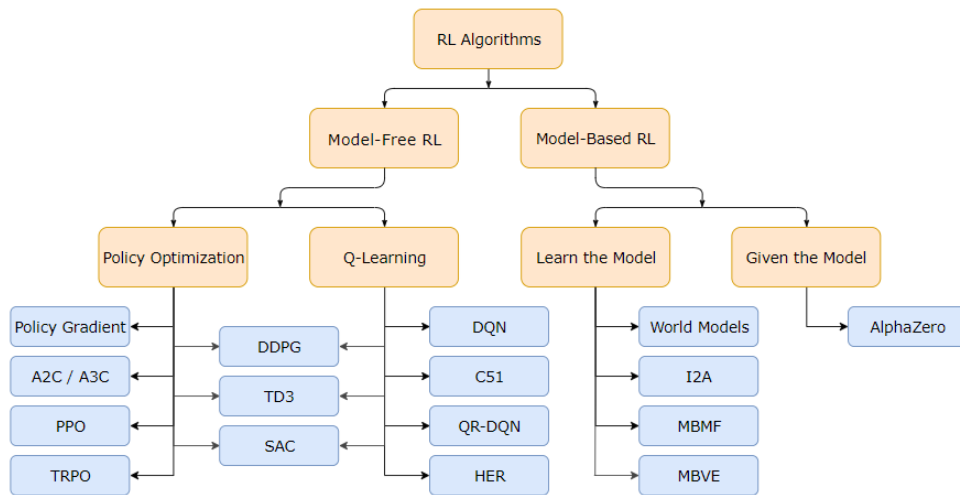 RL Algorithms
Model-Free RL
Model-Based RL
Policy Optimization
Q-Learning
Learn the Model
Given the Model
Policy Gradient
A2C / A3C
PPO
TRPO
DDPG
TD3
SAC
DQN
C51
QR-DQN
HER
World Models
I2A
MBMF
MBVE
AlphaZero